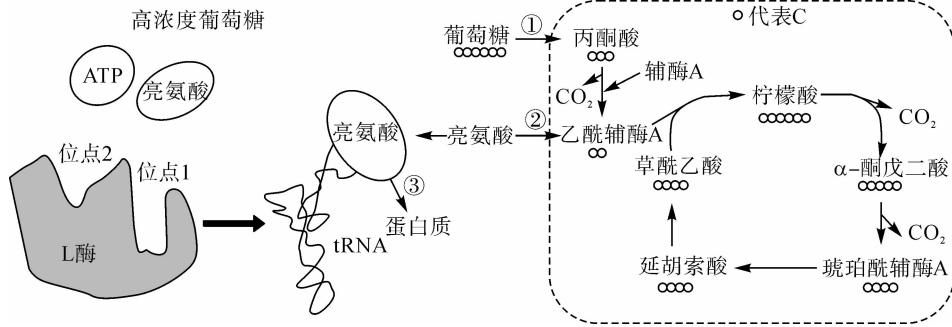 高浓度葡萄糖
ATP
亮氨酸
位点2
位点1
L酶
亮氨酸
tRNA
③
蛋白质
亮氨酸
②
葡萄糖
①
丙酮酸
代表C
CO₂
辅酶A
乙酰辅酶A
柠檬酸
CO₂
草酰乙酸
α-酮戊二酸
CO₂
延胡索酸
琥珀酰辅酶A